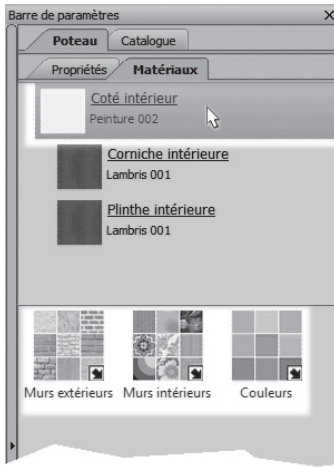 Barre de paramètres
Poteau Catalogue
Propriétés Matériaux
Coté intérieur
Peinture 002
Corniche intérieure
Lambris 001
Plinthe intérieure
Lambris 001
Murs extérieurs Murs intérieurs Couleurs